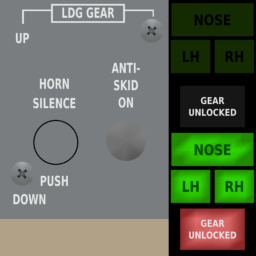 LDG GEAR
UP
HORN
SILENCE
ANTI-
SKID
ON
PUSH
DOWN
NOSE
LH RH
GEAR
UNLOCKED
NOSE
LH RH
GEAR
UNLOCKED